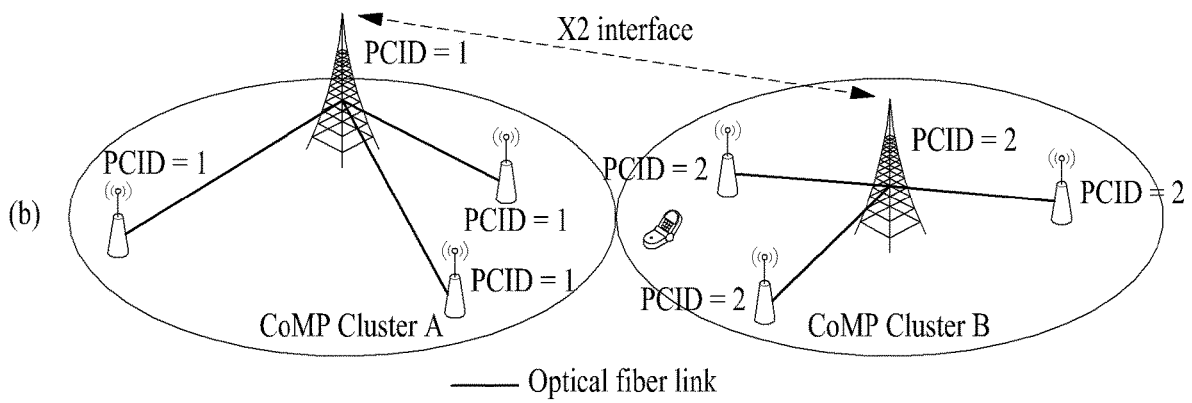 X2 interface
PCID = 1
PCID = 1
PCID = 2
PCID = 2
PCID = 2
(b)
PCID = 1
PCID = 1
PCID = 2
CoMP Cluster A
CoMP Cluster B
Optical fiber link